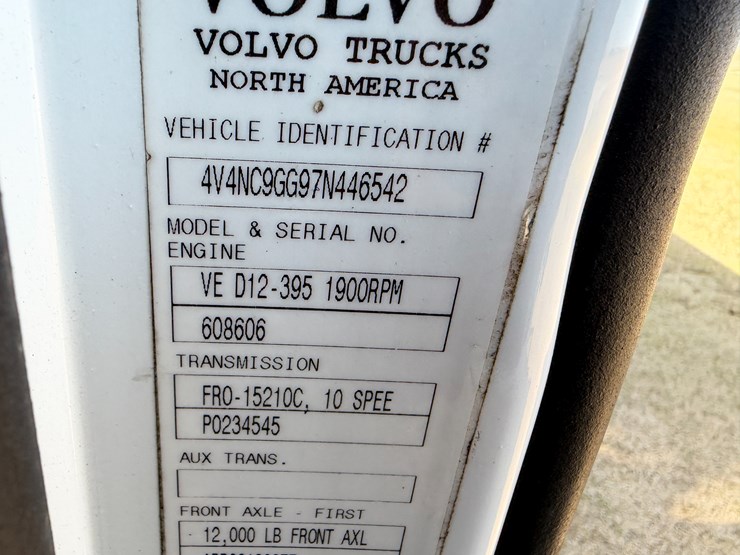 VOLVO
VOLVO TRUCKS
NORTH AMERICA
VEHICLE IDENTIFICATION #
4V4NC9GG97N446542
MODEL & SERIAL NO.
ENGINE
VE D12-395 1900RPM
608606
TRANSMISSION
FRO-15210C, 10 SPEE
P0234545
AUX TRANS.
FRONT AXLE - FIRST
12,000 LB FRONT AXL